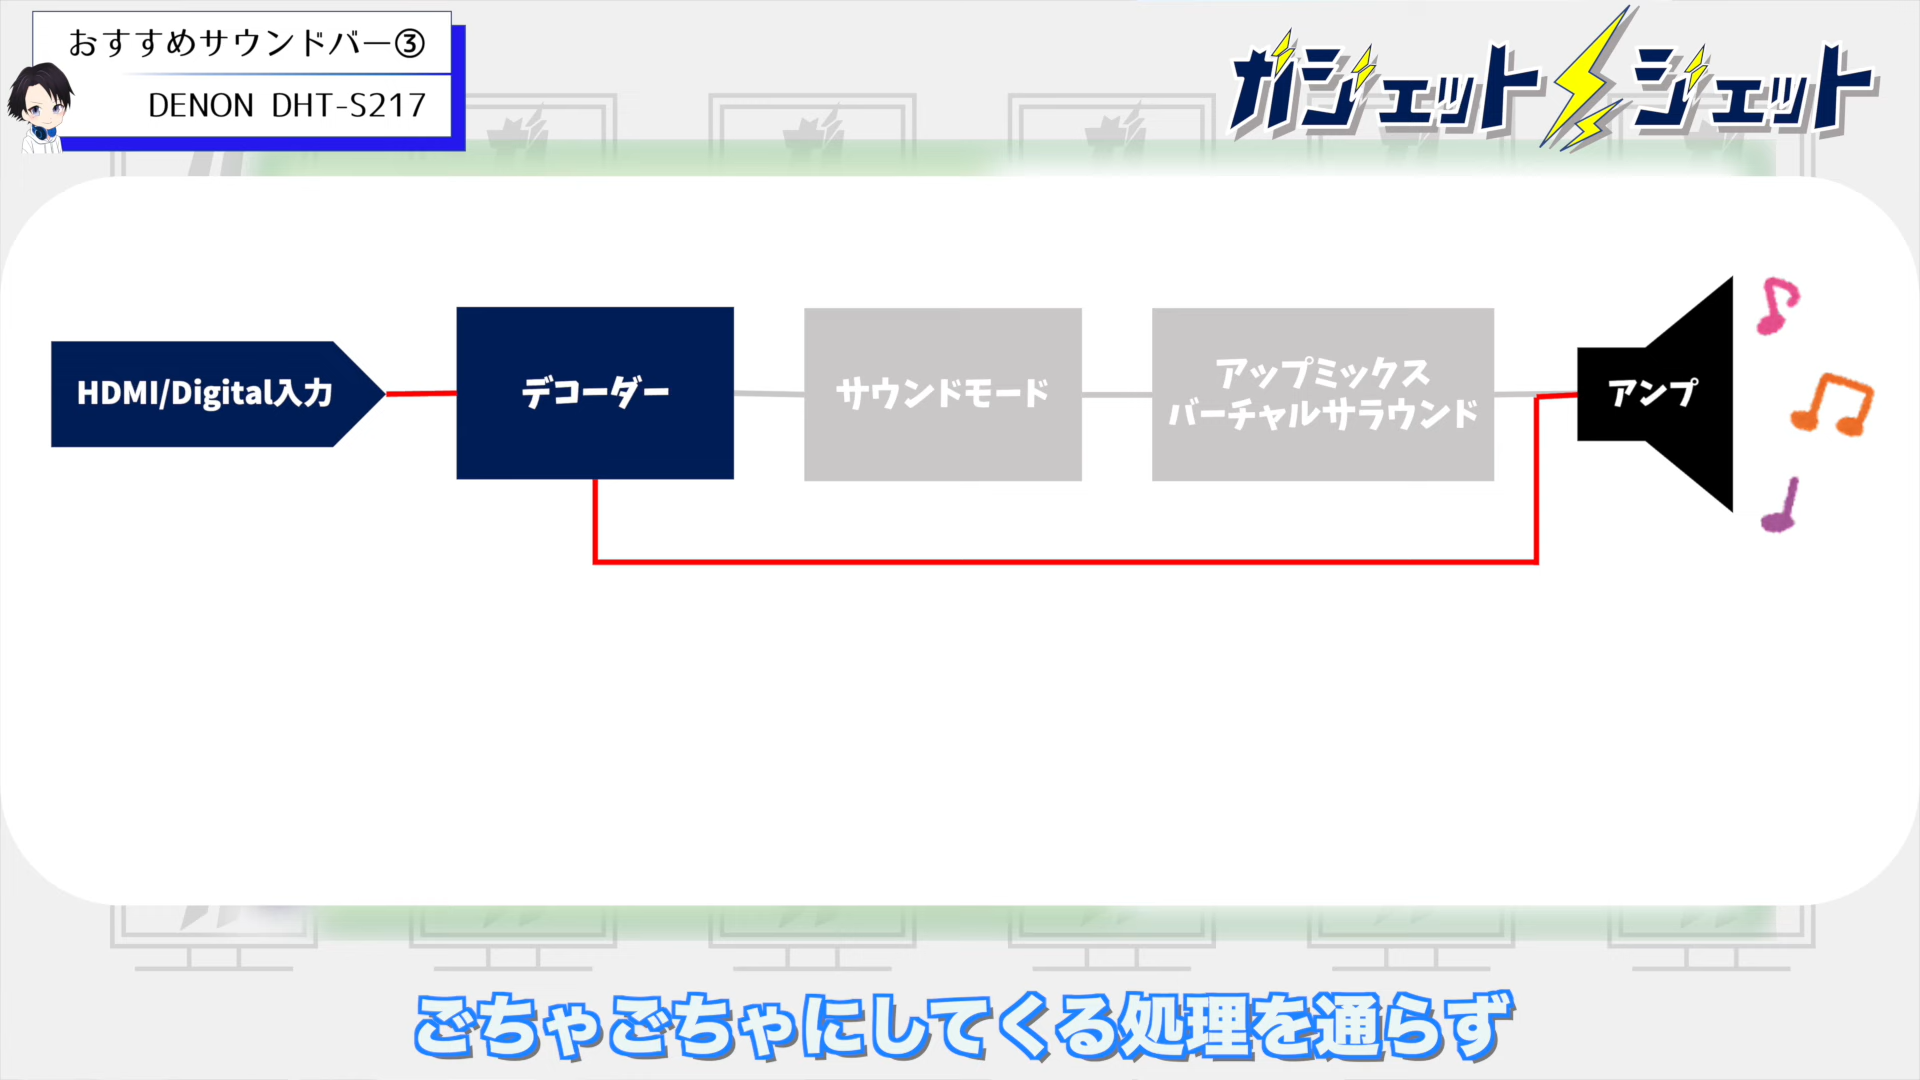 おすすめサウンドバー③
DENON DHT-S217
ガジェットジェット
HDMI/Digital入力
デコーダー
サウンドモード
アップミックス
バーチャルサラウンド
アンプ
ごちゃごちゃにしてくる処理を通らず